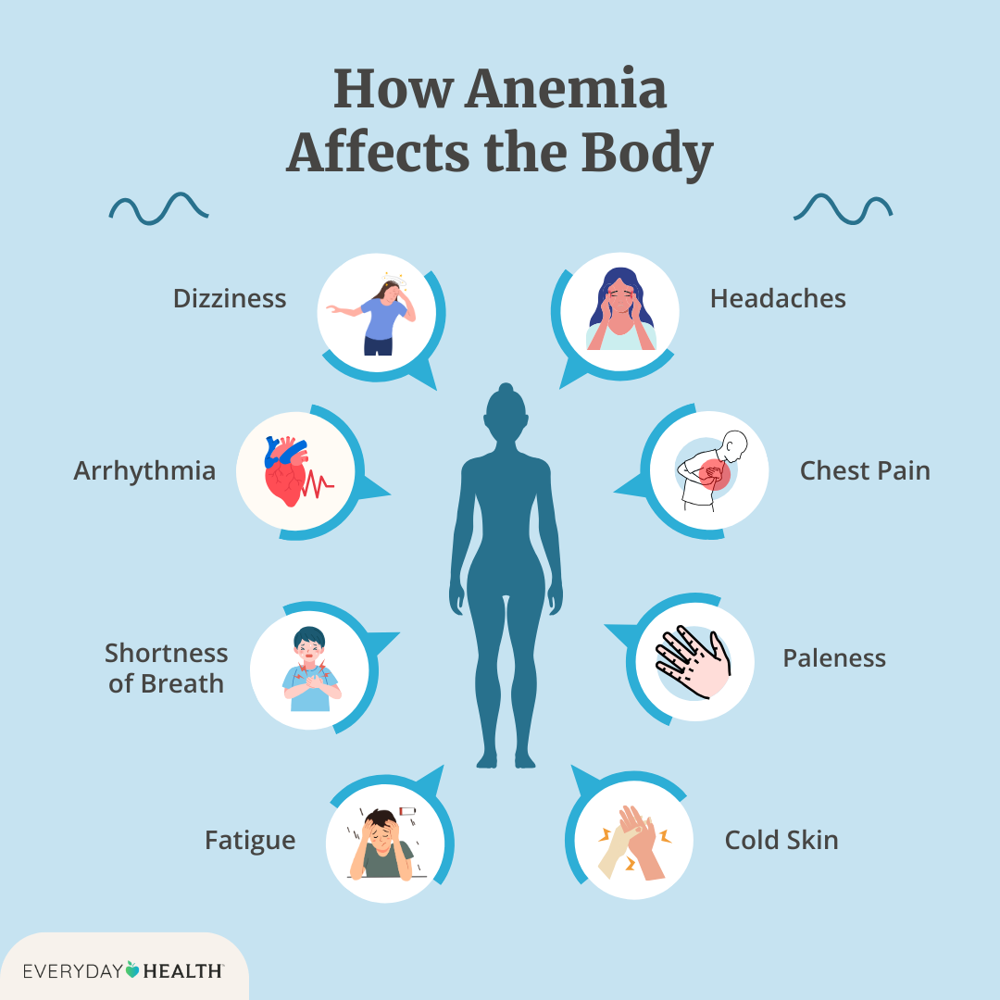 How Anemia
Affects the Body
Dizziness
Headaches
Arrhythmia
Chest Pain
Shortness
of Breath
Paleness
Fatigue
Cold Skin
EVERYDAY HEALTH